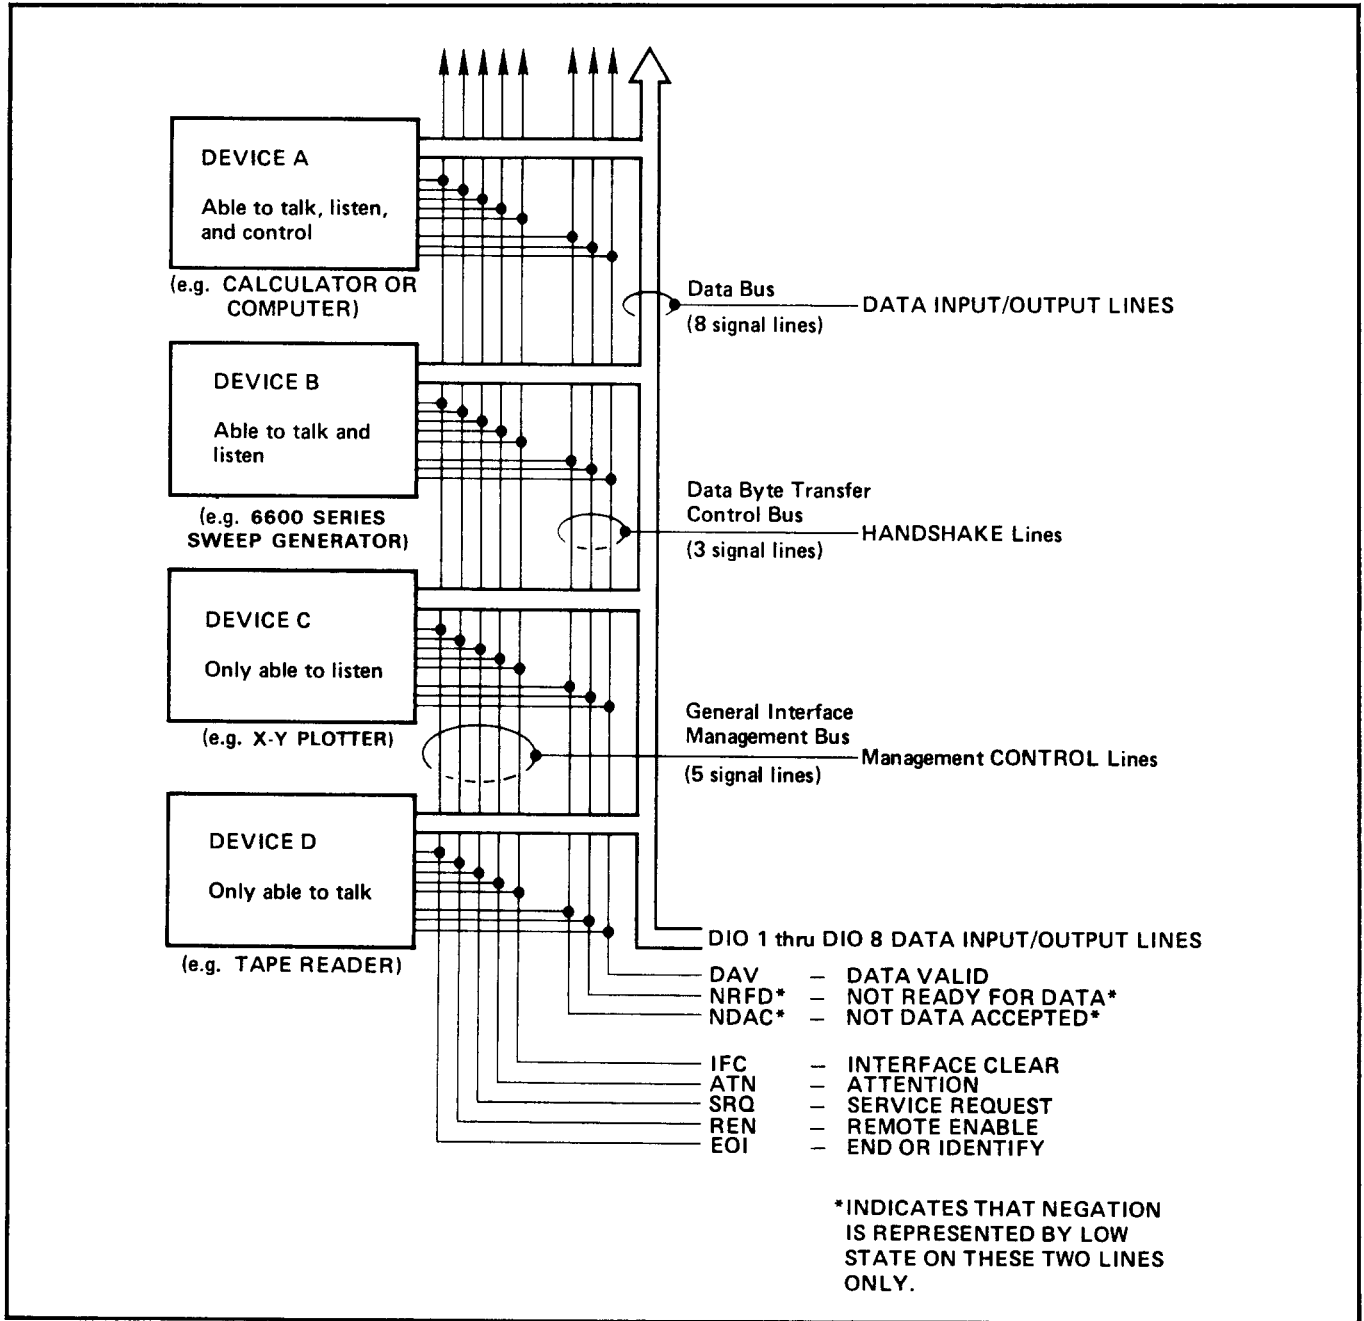 DEVICE A
Able to talk, listen,
and control
(e.g. CALCULATOR OR
COMPUTER)
Data Bus
(8 signal lines)
DATA INPUT/OUTPUT LINES
DEVICE B
Able to talk and
listen
(e.g. 6600 SERIES
SWEEP GENERATOR)
Data Byte Transfer
Control Bus
(3 signal lines)
HANDSHAKE Lines
DEVICE C
Only able to listen
(e.g. X-Y PLOTTER)
General Interface
Management Bus
(5 signal lines)
Management CONTROL Lines
DEVICE D
Only able to talk
(e.g. TAPE READER)
DIO 1 thru DIO 8 DATA INPUT/OUTPUT LINES
DAV – DATA VALID
NRFD* – NOT READY FOR DATA*
NDAC* – NOT DATA ACCEPTED*
IFC – INTERFACE CLEAR
ATN – ATTENTION
SRQ – SERVICE REQUEST
REN – REMOTE ENABLE
EOI – END OR IDENTIFY
*INDICATES THAT NEGATION
IS REPRESENTED BY LOW
STATE ON THESE TWO LINES
ONLY.